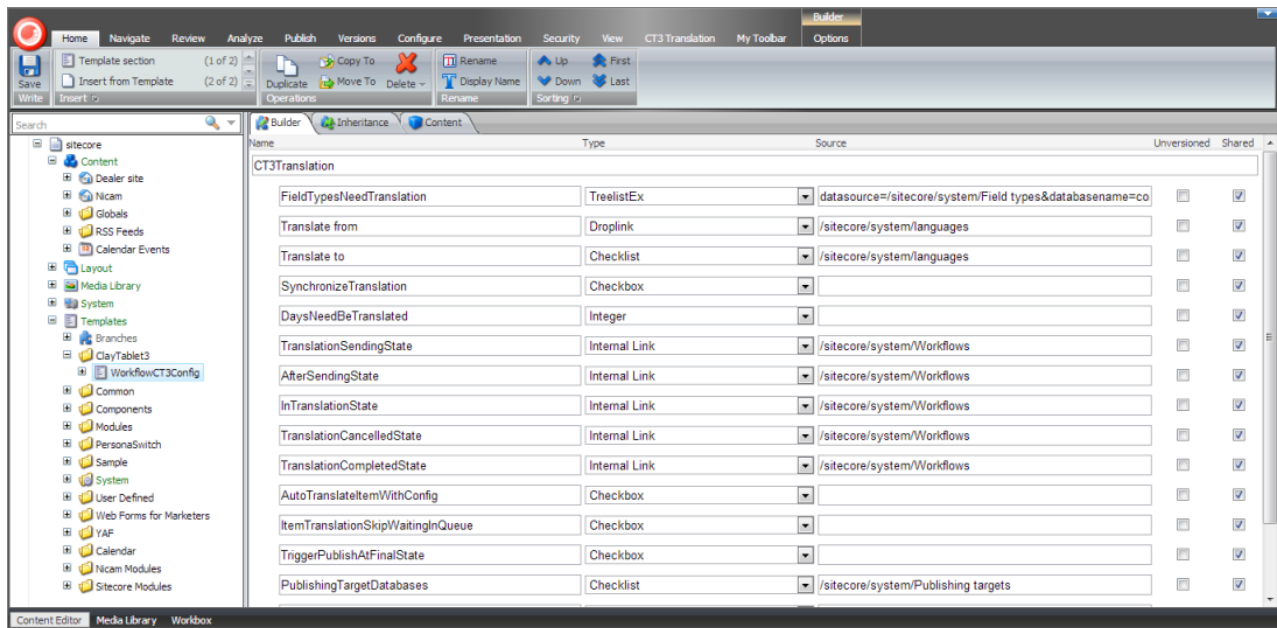 Builder
Home Navigate Review Analyze Publish Versions Configure Presentation Security View CT3 Translation My Toolbar Options
Save
Write
Template section (1 of 2)
Insert from Template (2 of 2)
Insert
Duplicate
Copy To
Move To
Delete
Operations
Rename
Display Name
Rename
Up First
Down Last
Sorting
Search
sitecore
Content
Dealer site
Nicam
Globals
RSS Feeds
Calendar Events
Layout
Media Library
System
Templates
Branches
ClayTablet3
WorkflowCT3Config
Common
Components
Modules
PersonaSwitch
Sample
System
User Defined
Web Forms for Marketers
YAF
Calendar
Nicam Modules
Sitecore Modules
Builder Inheritance Content
Name Type Source Unversioned Shared
CT3Translation
FieldTypesNeedTranslation TreelistEx datasource=/sitecore/system/Field types&databasename=co
Translate from Droplink /sitecore/system/languages
Translate to Checklist /sitecore/system/languages
SynchronizeTranslation Checkbox
DaysNeedBeTranslated Integer
TranslationSendingState Internal Link /sitecore/system/Workflows
AfterSendingState Internal Link /sitecore/system/Workflows
InTranslationState Internal Link /sitecore/system/Workflows
TranslationCancelledState Internal Link /sitecore/system/Workflows
TranslationCompletedState Internal Link /sitecore/system/Workflows
AutoTranslateItemWithConfig Checkbox
ItemTranslationSkipWaitingInQueue Checkbox
TriggerPublishAtFinalState Checkbox
PublishingTargetDatabases Checklist /sitecore/system/Publishing targets
Content Editor Media Library Workbox